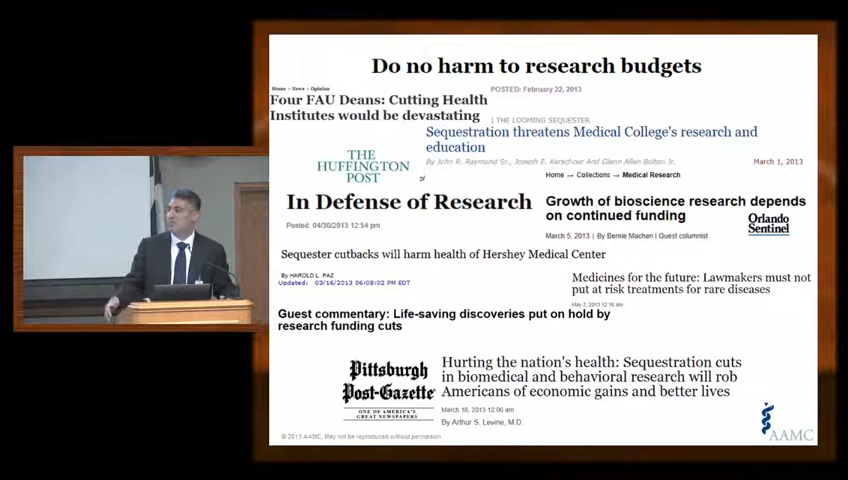 Do no harm to research budgets
Home » News » Opinion
POSTED: February 22, 2013
Four FAU Deans: Cutting Health
Institutes would be devastating
| THE LOOMING SEQUESTER
Sequestration threatens Medical College's research and
education
By John R. Raymond Sr., Joseph E. Kerschner and Glenn Allen Bolton Jr.
March 1, 2013
THE
HUFFINGTON
POST
Home → Collections → Medical Research
In Defense of Research
Posted: 04/30/2013 12:54 pm
Growth of bioscience research depends
on continued funding
March 5, 2013 | By Bernie Machen | Guest columnist
Orlando
Sentinel
Sequester cutbacks will harm health of Hershey Medical Center
By HAROLD L. PAZ
Updated: 03/16/2013 06:08:02 PM EDT
Medicines for the future: Lawmakers must not
put at risk treatments for rare diseases
May 2, 2013 12:16 am
Guest commentary: Life-saving discoveries put on hold by
research funding cuts
Pittsburgh
Post-Gazette
ONE OF AMERICA'S
GREAT NEWSPAPERS
Hurting the nation's health: Sequestration cuts
in biomedical and behavioral research will rob
Americans of economic gains and better lives
March 18, 2013 12:06 am
By Arthur S. Levine, M.D.
© 2013 AAMC. May not be reproduced without permission
AAMC